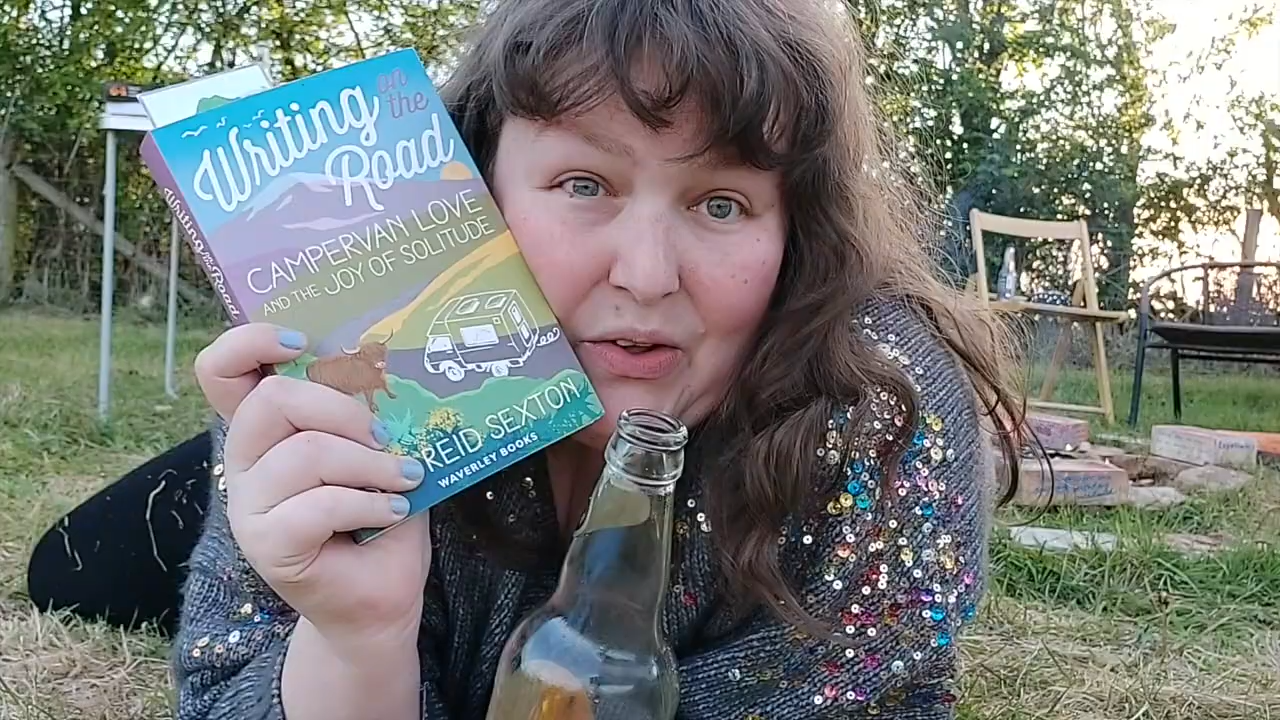 Writing on the
Road
CAMPERVAN LOVE
AND THE JOY OF SOLITUDE
REID SEXTON
WAVERLEY BOOKS
Writing on the Road